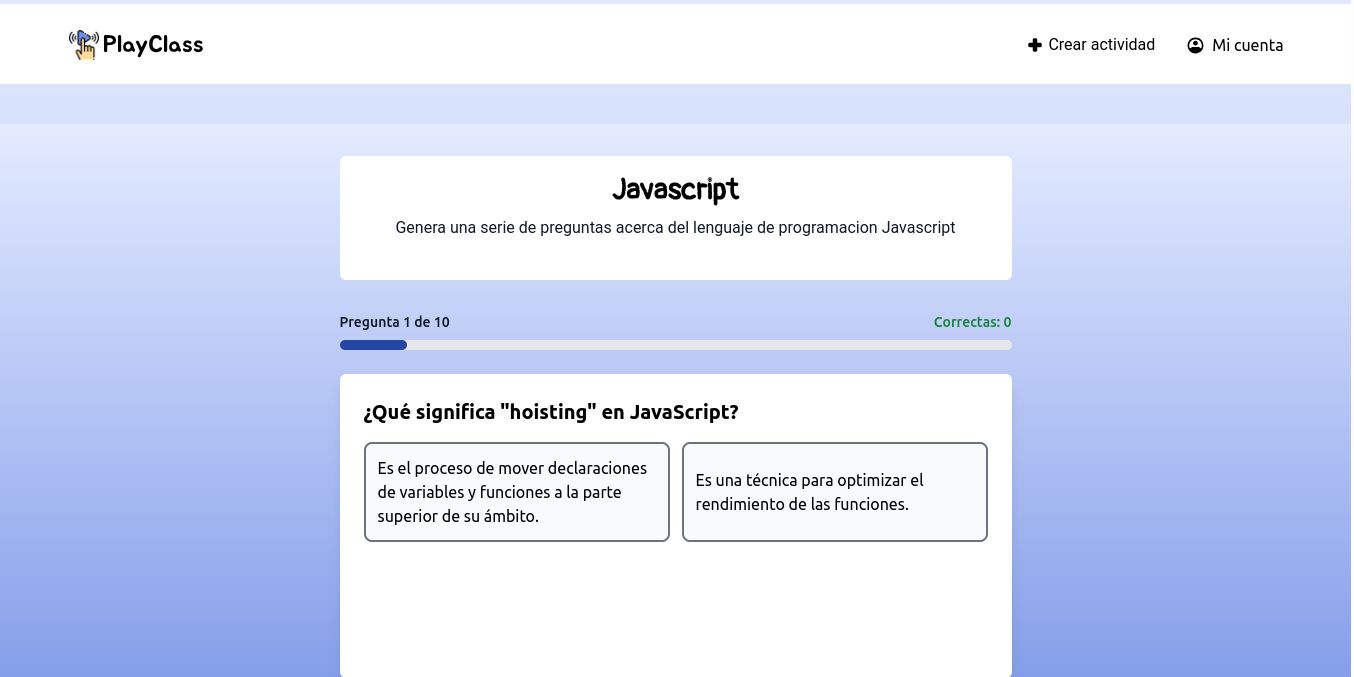 PlayClass
Crear actividad
Mi cuenta
Javascript
Genera una serie de preguntas acerca del lenguaje de programacion Javascript
Pregunta 1 de 10
Correctas: 0
¿Qué significa "hoisting" en JavaScript?
Es el proceso de mover declaraciones
de variables y funciones a la parte
superior de su ámbito.
Es una técnica para optimizar el
rendimiento de las funciones.